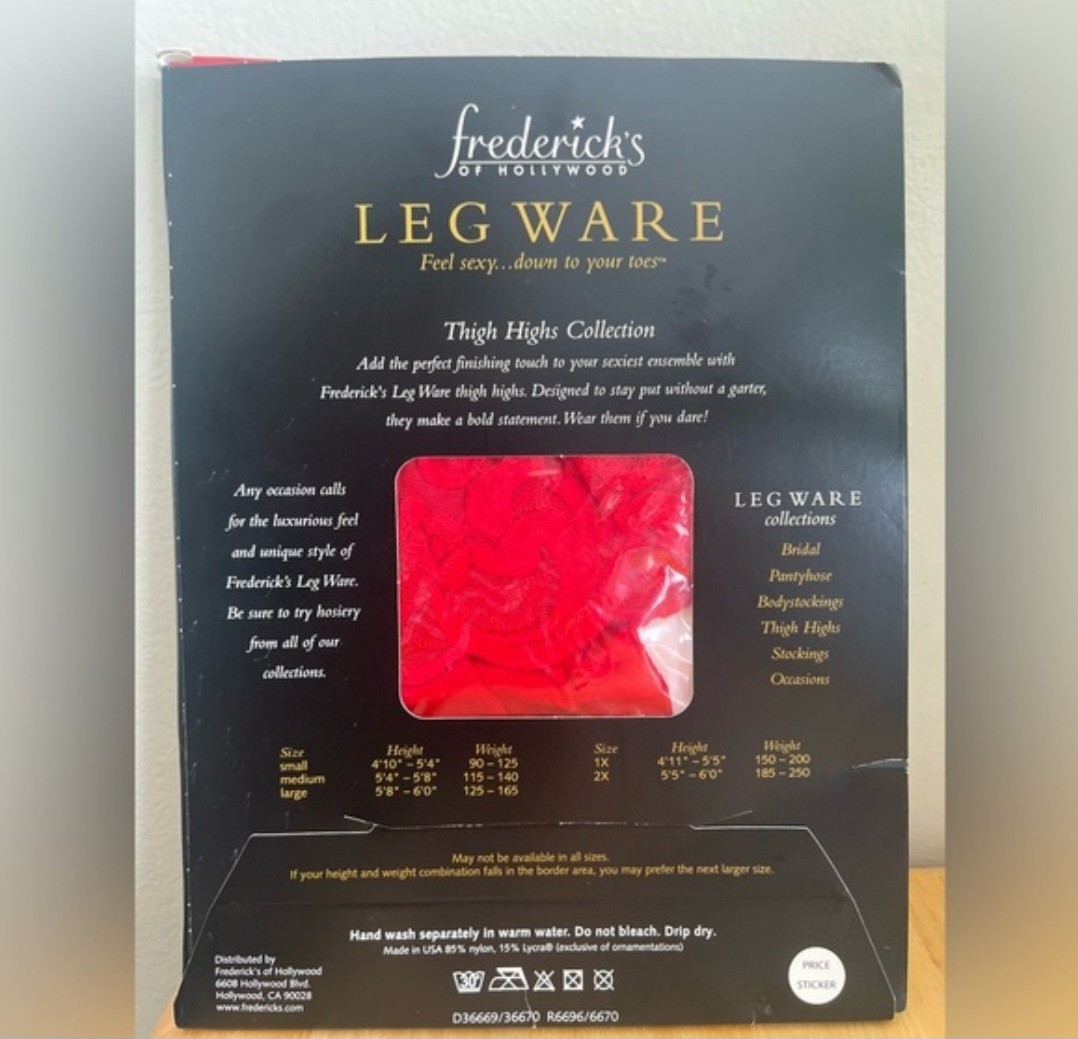 frederick's
OF HOLLYWOOD
LEG WARE
Feel sexy...down to your toes™
Thigh Highs Collection
Add the perfect finishing touch to your sexiest ensemble with
Frederick's Leg Ware thigh highs. Designed to stay put without a garter,
they make a bold statement. Wear them if you dare!
Any occasion calls
for the luxurious feel
and unique style of
Frederick's Leg Ware.
Be sure to try hosiery
from all of our
collections.
LEG WARE
collections
Bridal
Pantyhose
Bodystockings
Thigh Highs
Stockings
Occasions
Size Height Weight
small 4'10" – 5'4" 90 – 125
medium 5'4" – 5'8" 115 – 140
large 5'8" – 6'0" 125 – 165
Size Height Weight
1X 4'11" – 5'5" 150 – 200
2X 5'5" – 6'0" 185 – 250
May not be available in all sizes.
If your height and weight combination falls in the border area, you may prefer the next larger size.
Hand wash separately in warm water. Do not bleach. Drip dry.
Made in USA 85% nylon, 15% Lycra® (exclusive of ornamentations)
Distributed by
Frederick's of Hollywood
6608 Hollywood Blvd.
Hollywood, CA 90028
www.fredericks.com
30°
D36669/36670 R6696/6670
PRICE
STICKER